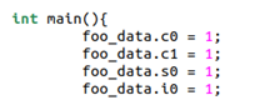 int main(){
foo_data.c0 = 1;
foo_data.c1 = 1;
foo_data.s0 = 1;
foo_data.i0 = 1;